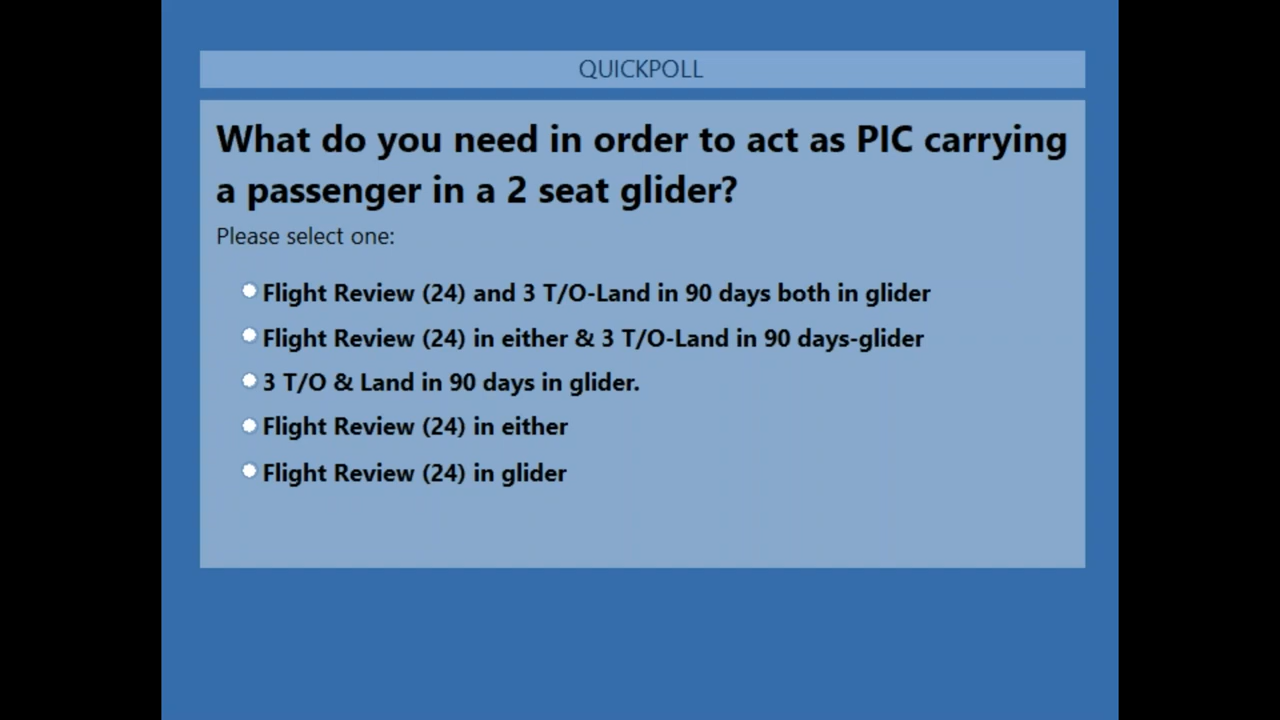 QUICKPOLL
What do you need in order to act as PIC carrying
a passenger in a 2 seat glider?
Please select one:
Flight Review (24) and 3 T/O-Land in 90 days both in glider
Flight Review (24) in either & 3 T/O-Land in 90 days-glider
3 T/O & Land in 90 days in glider.
Flight Review (24) in either
Flight Review (24) in glider